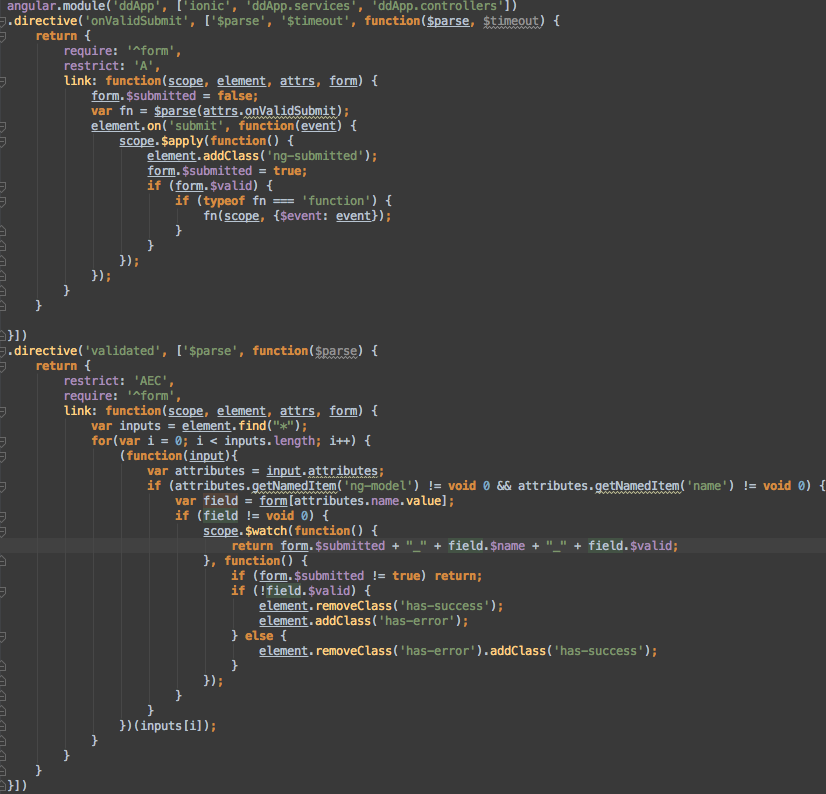 angular.module('ddApp', ['ionic', 'ddApp.services', 'ddApp.controllers'])
.directive('onValidSubmit', ['$parse', '$timeout', function($parse, $timeout) {
    return {
        require: '^form',
        restrict: 'A',
        link: function(scope, element, attrs, form) {
            form.$submitted = false;
            var fn = $parse(attrs.onValidSubmit);
            element.on('submit', function(event) {
                scope.$apply(function() {
                    element.addClass('ng-submitted');
                    form.$submitted = true;
                    if (form.$valid) {
                        if (typeof fn === 'function') {
                            fn(scope, {$event: event});
                        }
                    }
                });
            });
        }
    }

}])
.directive('validated', ['$parse', function($parse) {
    return {
        restrict: 'AEC',
        require: '^form',
        link: function(scope, element, attrs, form) {
            var inputs = element.find("*");
            for(var i = 0; i < inputs.length; i++) {
                (function(input){
                    var attributes = input.attributes;
                    if (attributes.getNamedItem('ng-model') != void 0 && attributes.getNamedItem('name') != void 0) {
                        var field = form[attributes.name.value];
                        if (field != void 0) {
                            scope.$watch(function() {
                                return form.$submitted + "_" + field.$name + "_" + field.$valid;
                            }, function() {
                                if (form.$submitted != true) return;
                                if (!field.$valid) {
                                    element.removeClass('has-success');
                                    element.addClass('has-error');
                                } else {
                                    element.removeClass('has-error').addClass('has-success');
                                }
                            });
                        }
                    }
                })(inputs[i]);
            }
        }
    }
}])